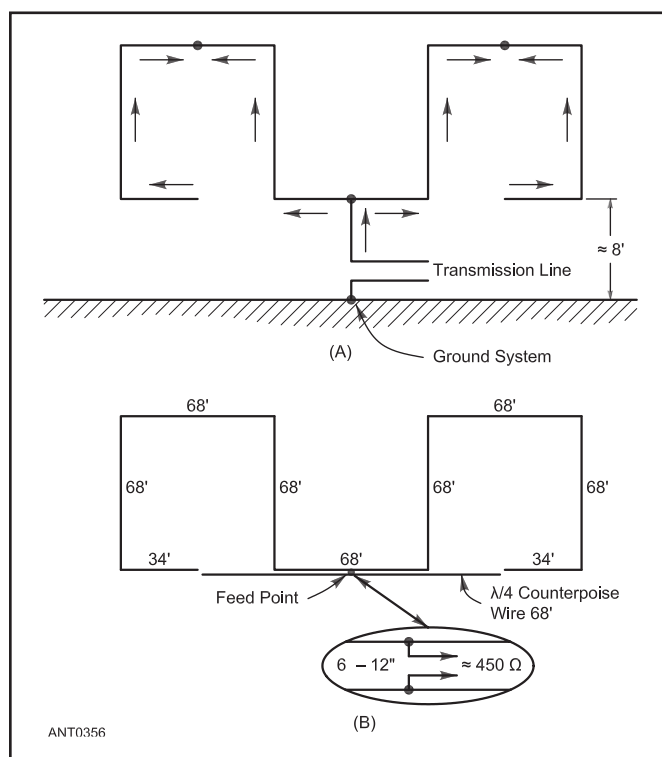 ≈ 8'
Transmission Line
(A)
Ground System
68' 68'
68' 68' 68' 68'
34' 68' 34'
Feed Point
λ/4 Counterpoise
Wire 68'
6 – 12" ≈ 450 Ω
(B)
ANT0356